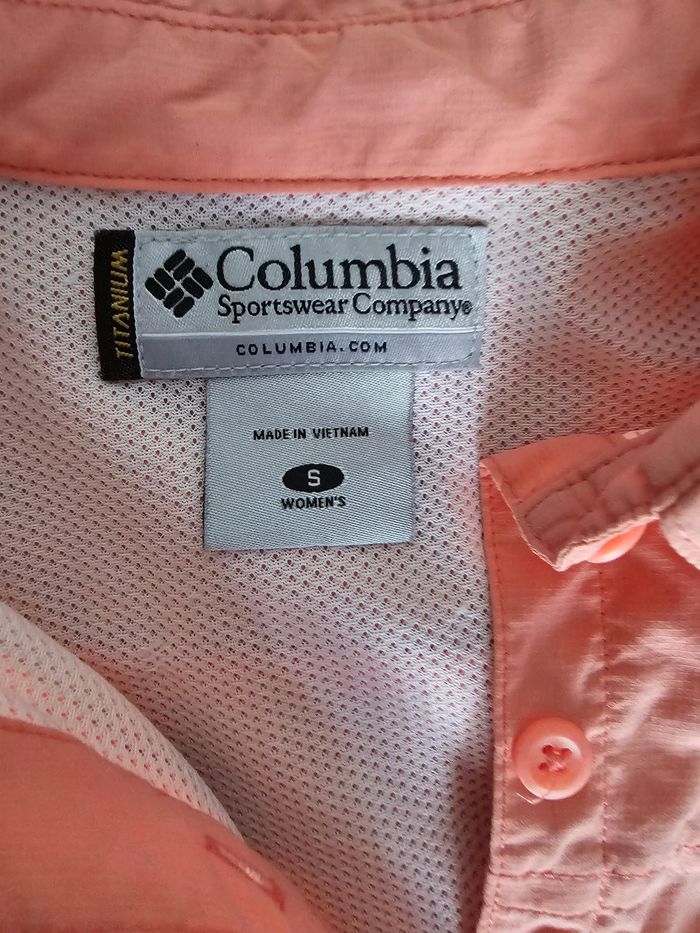 TITANIUM
Columbia
Sportswear Company®
COLUMBIA.COM
MADE IN VIETNAM
S
WOMEN'S